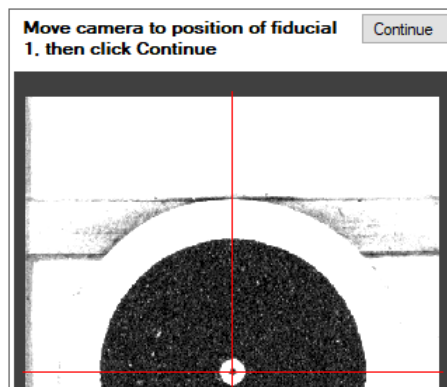 Move camera to position of fiducial
1, then click Continue
Continue